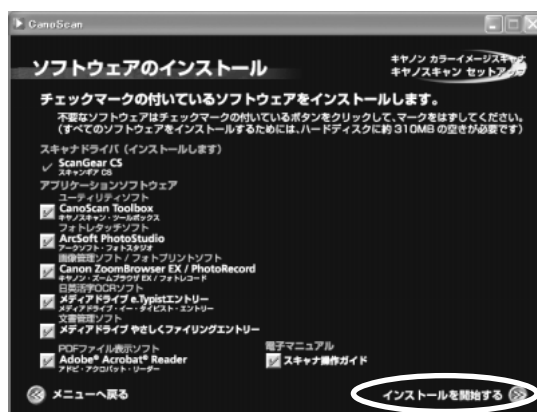 CanoScan
ソフトウェアのインストール
キヤノン カラーイメージスキャナ
キヤノスキャン セットアップ
チェックマークの付いているソフトウェアをインストールします。
不要なソフトウェアはチェックマークの付いているボタンをクリックして、マークをはずしてください。
(すべてのソフトウェアをインストールするためには、ハードディスクに約 310MB の空きが必要です)
スキャナドライバ (インストールします)
ScanGear CS
スキャンギア CS
アプリケーションソフトウェア
ユーティリティソフト
CanoScan Toolbox
キヤノスキャン・ツールボックス
フォトレタッチソフト
ArcSoft PhotoStudio
アークソフト・フォトスタジオ
画像管理ソフト / フォトプリントソフト
Canon ZoomBrowser EX / PhotoRecord
キヤノン・ズームブラウザ EX / フォトレコード
日英活字OCRソフト
メディアドライブ e.Typistエントリー
メディアドライブ・イー・タイピスト・エントリー
文書管理ソフト
メディアドライブ やさしくファイリングエントリー
PDFファイル表示ソフト
Adobe® Acrobat® Reader
アドビ・アクロバット・リーダー
電子マニュアル
スキャナ操作ガイド
メニューへ戻る
インストールを開始する